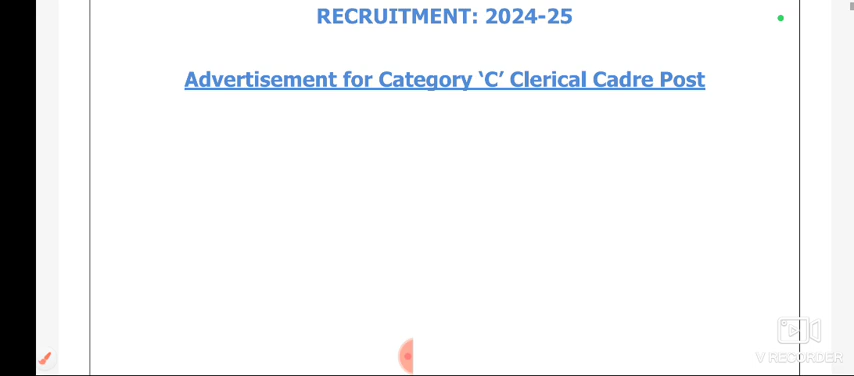 RECRUITMENT: 2024-25
Advertisement for Category ‘C’ Clerical Cadre Post
V RECORDER